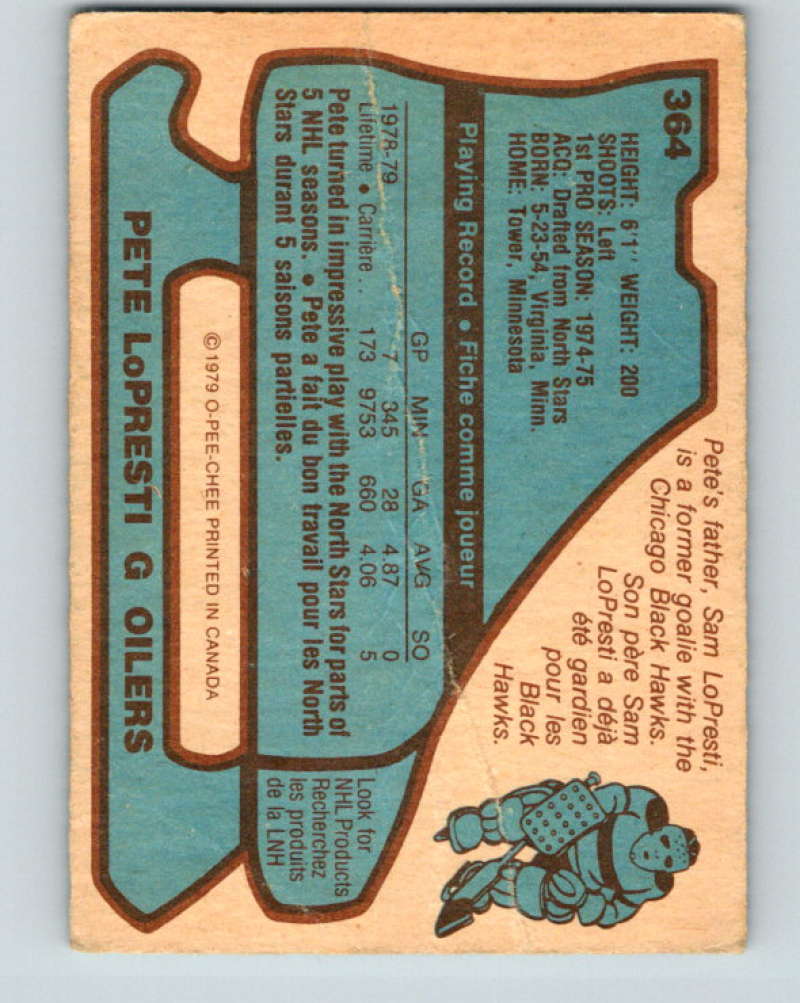 364
HEIGHT: 6'1" WEIGHT: 200
SHOOTS: Left
1st PRO SEASON: 1974-75
ACQ: Drafted from North Stars
BORN: 5-23-54, Virginia, Minn.
HOME: Tower, Minnesota
Pete's father, Sam LoPresti,
is a former goalie with the
Chicago Black Hawks.
Son père Sam
LoPresti a déjà
été gardien
pour les
Black
Hawks.
Playing Record • Fiche comme joueur
GP MIN GA AVG SO
1978-79 7 345 28 4.87 0
Lifetime • Carrière . . 173 9753 660 4.06 5
Pete turned in impressive play with the North Stars for parts of
5 NHL seasons. • Pete a fait du bon travail pour les North
Stars durant 5 saisons partielles.
Look for
NHL Products
Recherchez
les produits
de la LNH
©1979 O-PEE-CHEE PRINTED IN CANADA
PETE LoPRESTI G OILERS